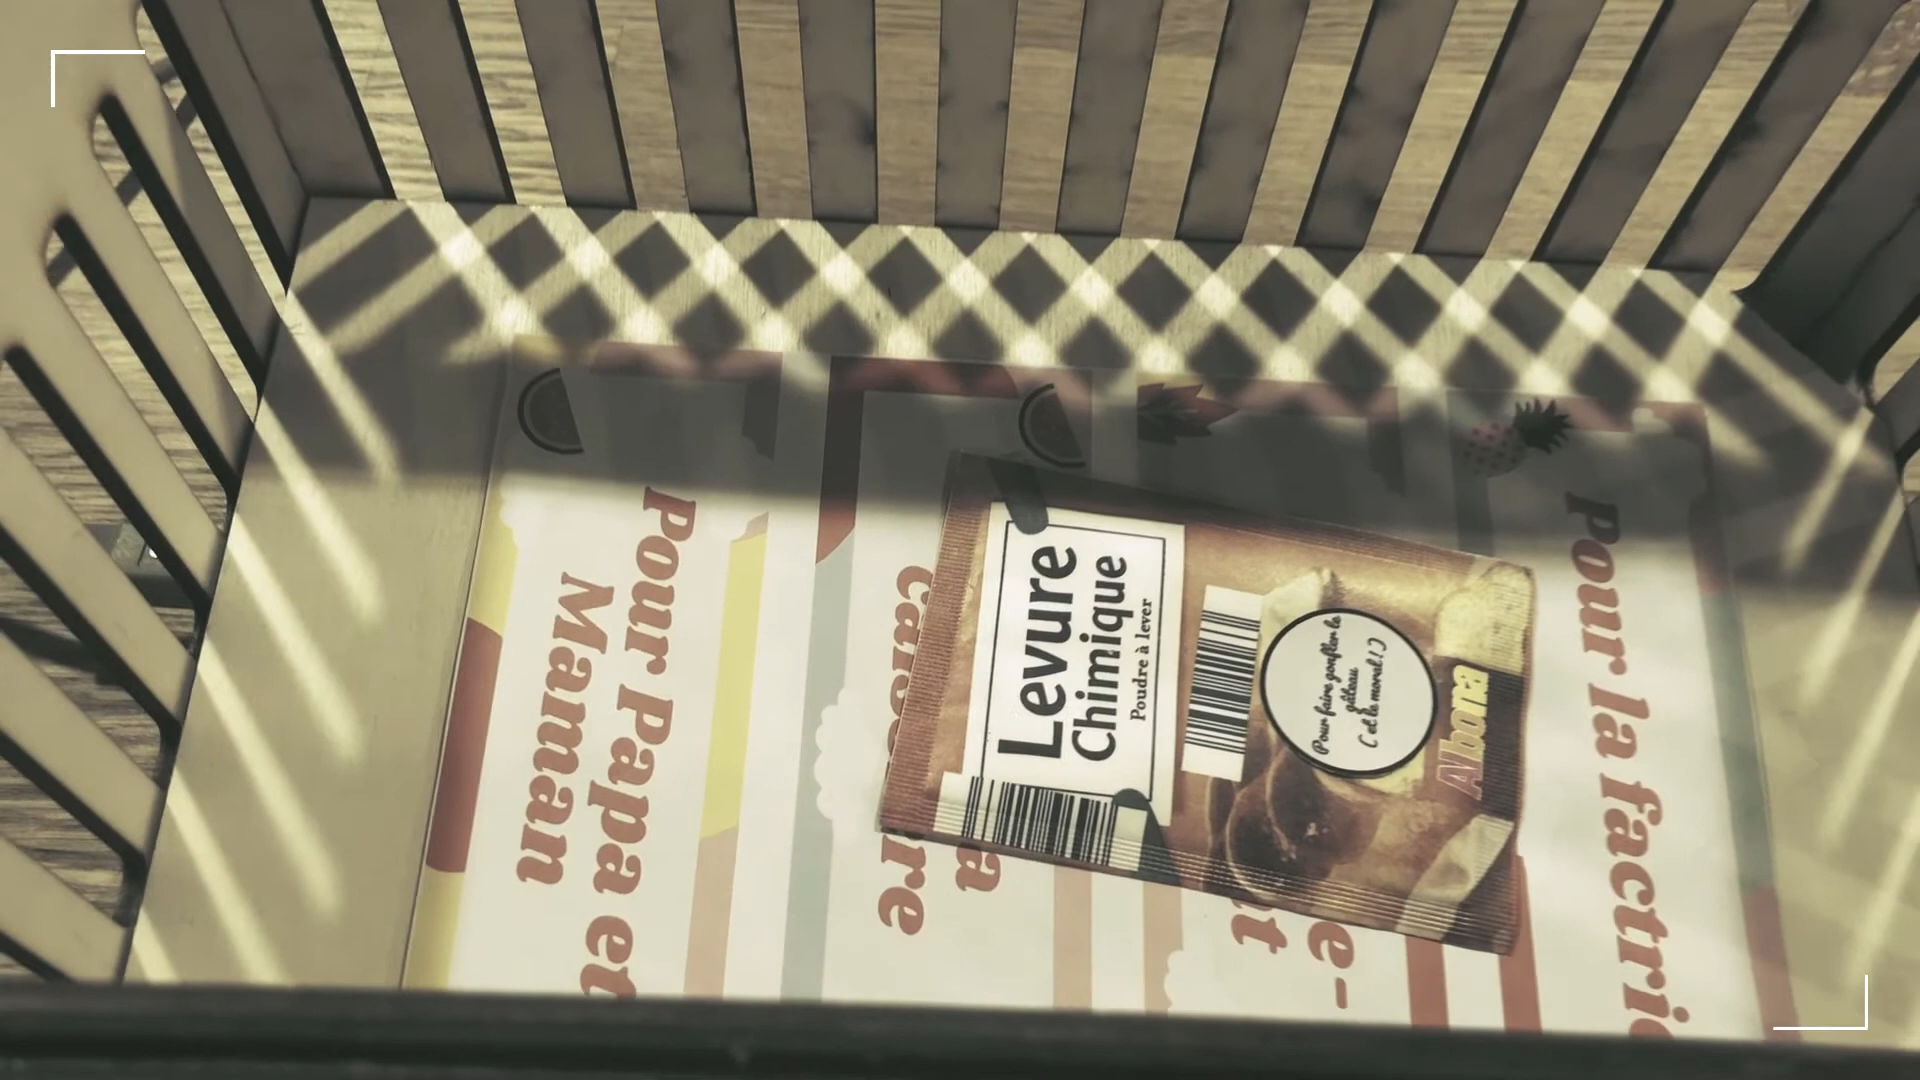 Pour Papa et
Maman
Levure
Chimique
Poudre à lever
Pour faire gonfler le
gâteau
(et le moral!)
Albona
Pour la factri